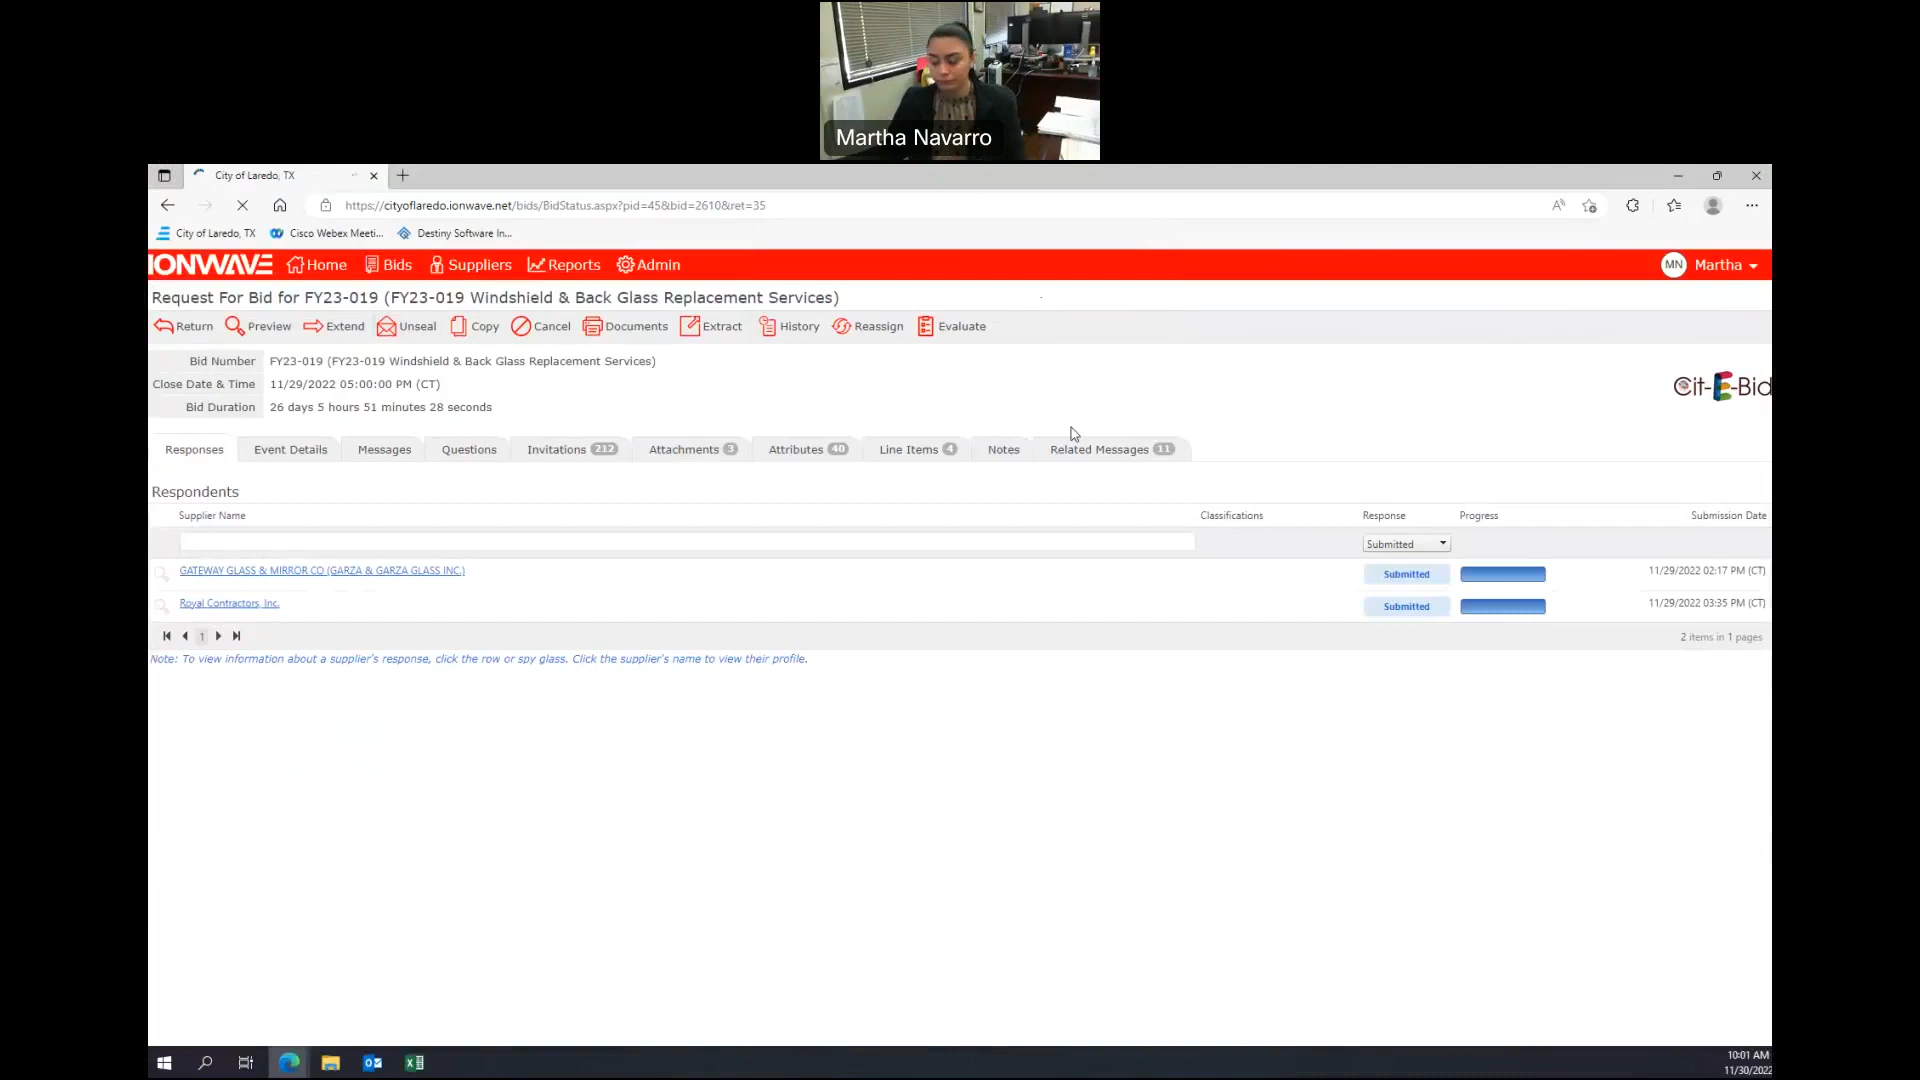 Martha Navarro
City of Laredo, TX
https://cityoflaredo.ionwave.net/bids/BidStatus.aspx?pid=45&bid=2610&ret=35
City of Laredo, TX Cisco Webex Meeti... Destiny Software In...
IONWAVE Home Bids Suppliers Reports Admin MN Martha
Request For Bid for FY23-019 (FY23-019 Windshield & Back Glass Replacement Services)
Return Preview Extend Unseal Copy Cancel Documents Extract History Reassign Evaluate
Bid Number FY23-019 (FY23-019 Windshield & Back Glass Replacement Services)
Close Date & Time 11/29/2022 05:00:00 PM (CT)
Cit-E-Bid
Bid Duration 26 days 5 hours 51 minutes 28 seconds
Responses Event Details Messages Questions Invitations 212 Attachments 3 Attributes 40 Line Items 4 Notes Related Messages 11
Respondents
Supplier Name Classifications Response Progress Submission Date
Submitted
GATEWAY GLASS & MIRROR CO (GARZA & GARZA GLASS INC.) Submitted 11/29/2022 02:17 PM (CT)
Royal Contractors, Inc. Submitted 11/29/2022 03:35 PM (CT)
1 2 items in 1 pages
Note: To view information about a supplier's response, click the row or spy glass. Click the supplier's name to view their profile.
10:01 AM
11/30/2022